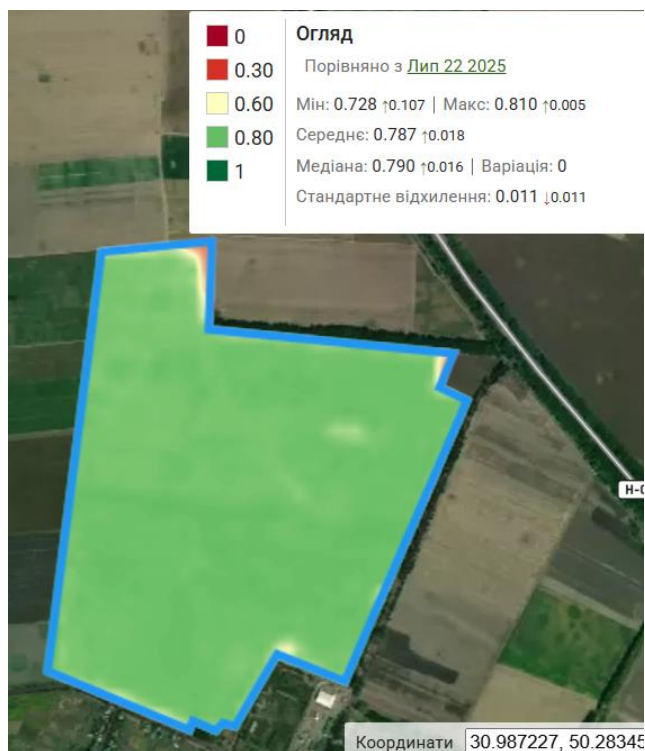 0
0.30
0.60
0.80
1
Огляд
Порівняно з Лип 22 2025
Мін: 0.728 ↑0.107 | Макс: 0.810 ↑0.005
Середнє: 0.787 ↑0.018
Медіана: 0.790 ↑0.016 | Варіація: 0
Стандартне відхилення: 0.011 ↓0.011
Н-0
Координати 30.987227, 50.28345